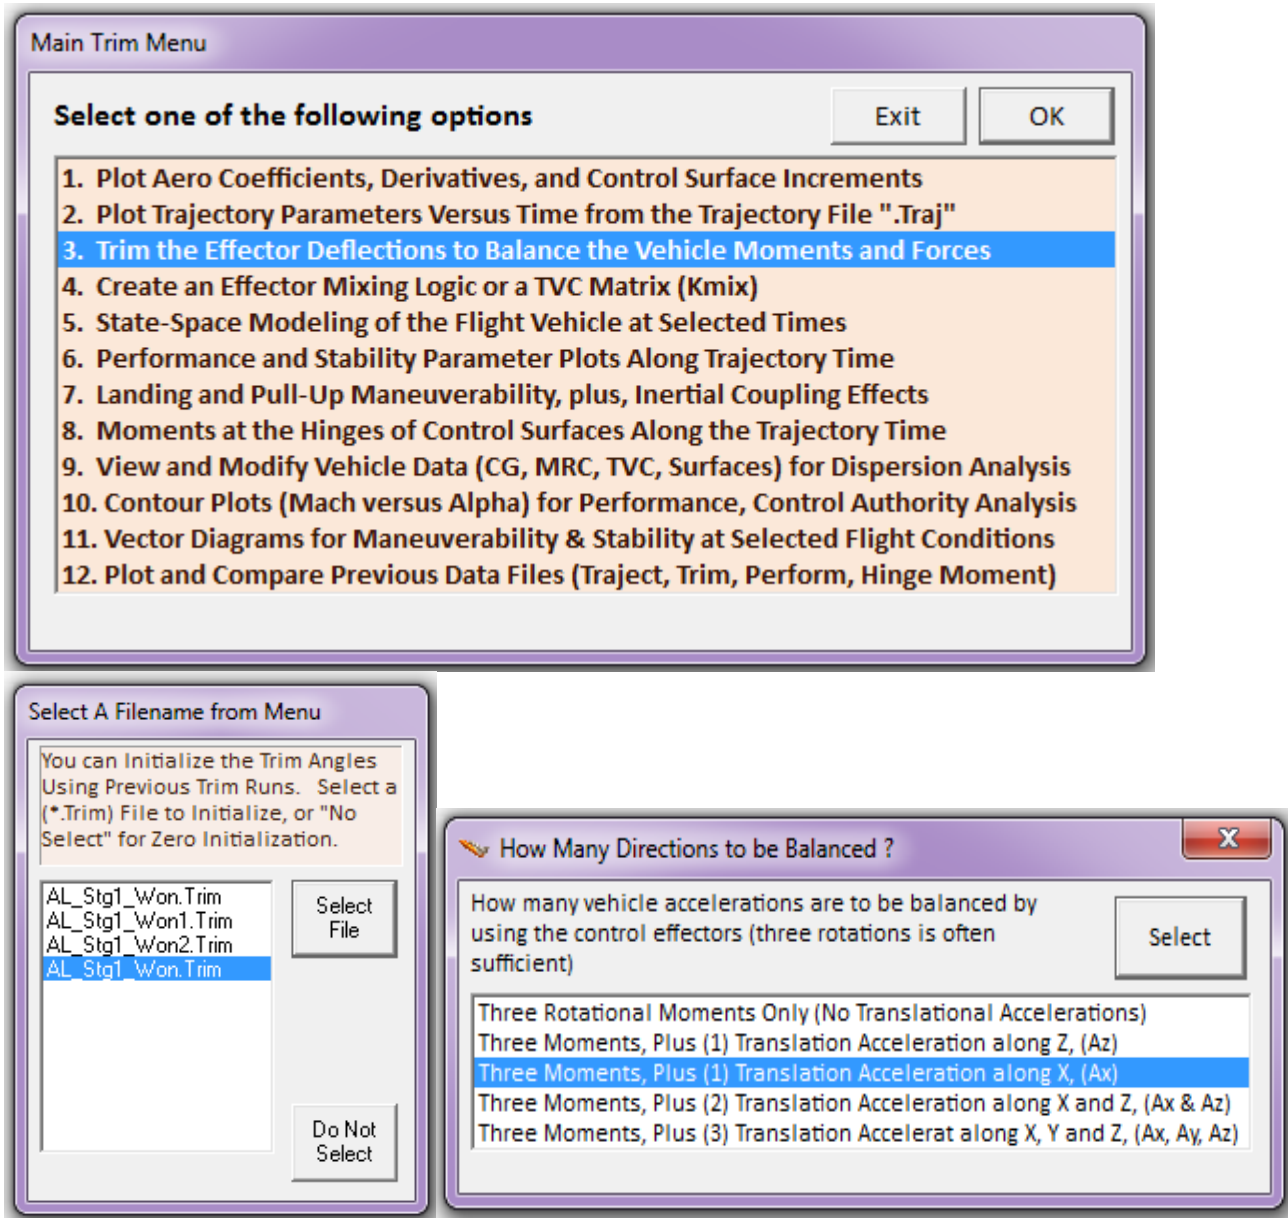 Main Trim Menu
Select one of the following options
Exit
OK
1. Plot Aero Coefficients, Derivatives, and Control Surface Increments
2. Plot Trajectory Parameters Versus Time from the Trajectory File ".Traj"
3. Trim the Effector Deflections to Balance the Vehicle Moments and Forces
4. Create an Effector Mixing Logic or a TVC Matrix (Kmix)
5. State-Space Modeling of the Flight Vehicle at Selected Times
6. Performance and Stability Parameter Plots Along Trajectory Time
7. Landing and Pull-Up Maneuverability, plus, Inertial Coupling Effects
8. Moments at the Hinges of Control Surfaces Along the Trajectory Time
9. View and Modify Vehicle Data (CG, MRC, TVC, Surfaces) for Dispersion Analysis
10. Contour Plots (Mach versus Alpha) for Performance, Control Authority Analysis
11. Vector Diagrams for Maneuverability & Stability at Selected Flight Conditions
12. Plot and Compare Previous Data Files (Traject, Trim, Perform, Hinge Moment)
Select A Filename from Menu
You can Initialize the Trim Angles
Using Previous Trim Runs. Select a
(*.Trim) File to Initialize, or "No
Select" for Zero Initialization.
AL_Stg1_Won.Trim
AL_Stg1_Won1.Trim
AL_Stg1_Won2.Trim
AL_Stg1_Won.Trim
Select
File
Do Not
Select
How Many Directions to be Balanced ?
X
How many vehicle accelerations are to be balanced by
using the control effectors (three rotations is often
sufficient)
Select
Three Rotational Moments Only (No Translational Accelerations)
Three Moments, Plus (1) Translation Acceleration along Z, (Az)
Three Moments, Plus (1) Translation Acceleration along X, (Ax)
Three Moments, Plus (2) Translation Acceleration along X and Z, (Ax & Az)
Three Moments, Plus (3) Translation Accelerat along X, Y and Z, (Ax, Ay, Az)